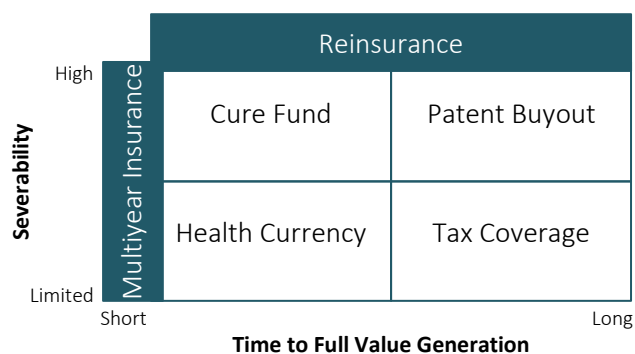 Reinsurance
High
Severability
Multiyear Insurance
Cure Fund
Patent Buyout
Health Currency
Tax Coverage
Limited
Short
Long
Time to Full Value Generation